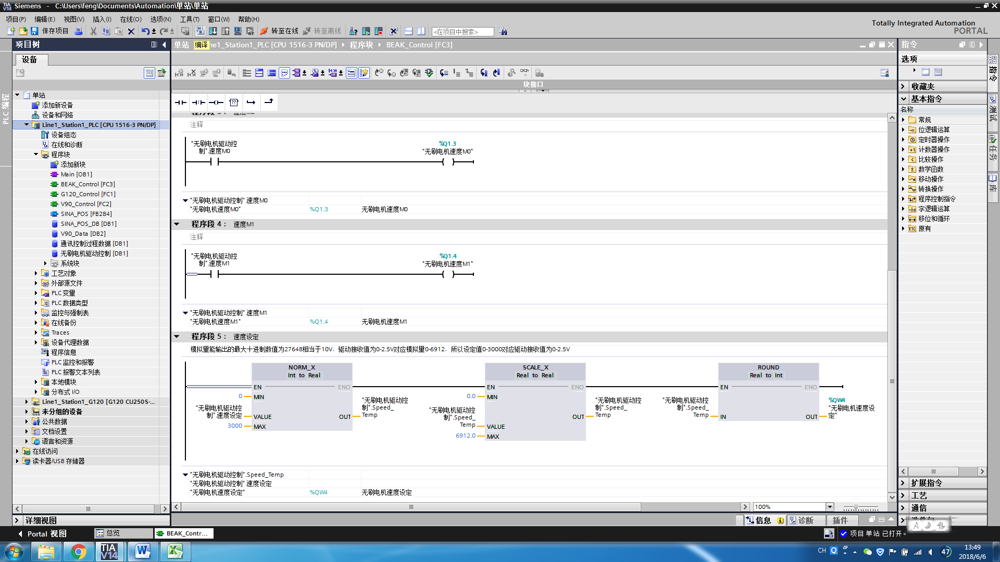 Siemens - C:\Users\feng\Documents\Automation\单站\单站
项目(P) 编辑(E) 视图(V) 插入(I) 在线(O) 选项(N) 工具(T) 窗口(W) 帮助(H)
保存项目 转至在线 转至离线 <在项目中搜索>
Totally Integrated Automation
PORTAL
项目树
设备
PLC 编程
单站
添加新设备
设备和网络
Line1_Station1_PLC [CPU 1516-3 PN/DP]
设备组态
在线和诊断
程序块
添加新块
Main [OB1]
BEAK_Control [FC3]
G120_Control [FC1]
V90_Control [FC2]
SINA_POS [FB284]
SINA_POS_DB [DB1]
V90_Data [DB2]
通讯控制过程数据 [DB1]
无刷电机驱动控制 [DB1]
系统块
工艺对象
外部源文件
PLC 变量
PLC 数据类型
监控与强制表
在线备份
Traces
设备代理数据
程序信息
PLC 监控和报警
PLC 报警文本列表
本地模块
分布式 I/O
Line1_Station1_G120 [G120 CU250S-...
未分组的设备
公共数据
文档设置
语言和资源
在线访问
读卡器/USB 存储器
详细视图
单站 编译 ne1_Station1_PLC [CPU 1516-3 PN/DP] 程序块 BEAK_Control [FC3]
块接口
注释
"无刷电机驱动控
制".速度M0
%Q1.3
"无刷电机速度M0"
"无刷电机驱动控制".速度M0
"无刷电机速度M0" %Q1.3 无刷电机速度M0
程序段 4： 速度M1
注释
"无刷电机驱动控
制".速度M1
%Q1.4
"无刷电机速度M1"
"无刷电机驱动控制".速度M1
"无刷电机速度M1" %Q1.4 无刷电机速度M1
程序段 5： 速度设定
模拟量能输出的最大十进制数值为27648相当于10V，驱动接收值为0-2.5V对应模拟量0-6912，所以设定值0-3000对应驱动接收值为0-2.5V
NORM_X
Int to Real
EN ENO
0 MIN
"无刷电机驱动控
制".速度设定 VALUE
3000 MAX
OUT "无刷电机驱动控
制".Speed_
Temp
SCALE_X
Real to Real
EN ENO
0.0 MIN
"无刷电机驱动控
制".Speed_
Temp VALUE
6912.0 MAX
OUT "无刷电机驱动控
制".Speed_
Temp
ROUND
Real to Int
EN ENO
"无刷电机驱动控
制".Speed_
Temp IN
OUT %QW4
"无刷电机速度设
定"
"无刷电机驱动控制".Speed_Temp
"无刷电机驱动控制".速度设定
"无刷电机速度设定" %QW4 无刷电机速度设定
100%
信息 诊断 插件
指令
选项
收藏夹
基本指令
名称
常规
位逻辑运算
定时器操作
计数器操作
比较操作
数学函数
移动操作
转换操作
程序控制指令
字逻辑运算
移位和循环
原有
扩展指令
工艺
通信
指令
测试
任务
库
Portal 视图 总览 BEAK_Contr...
项目 单站 已打开。
CH 47 13:49
2018/6/6